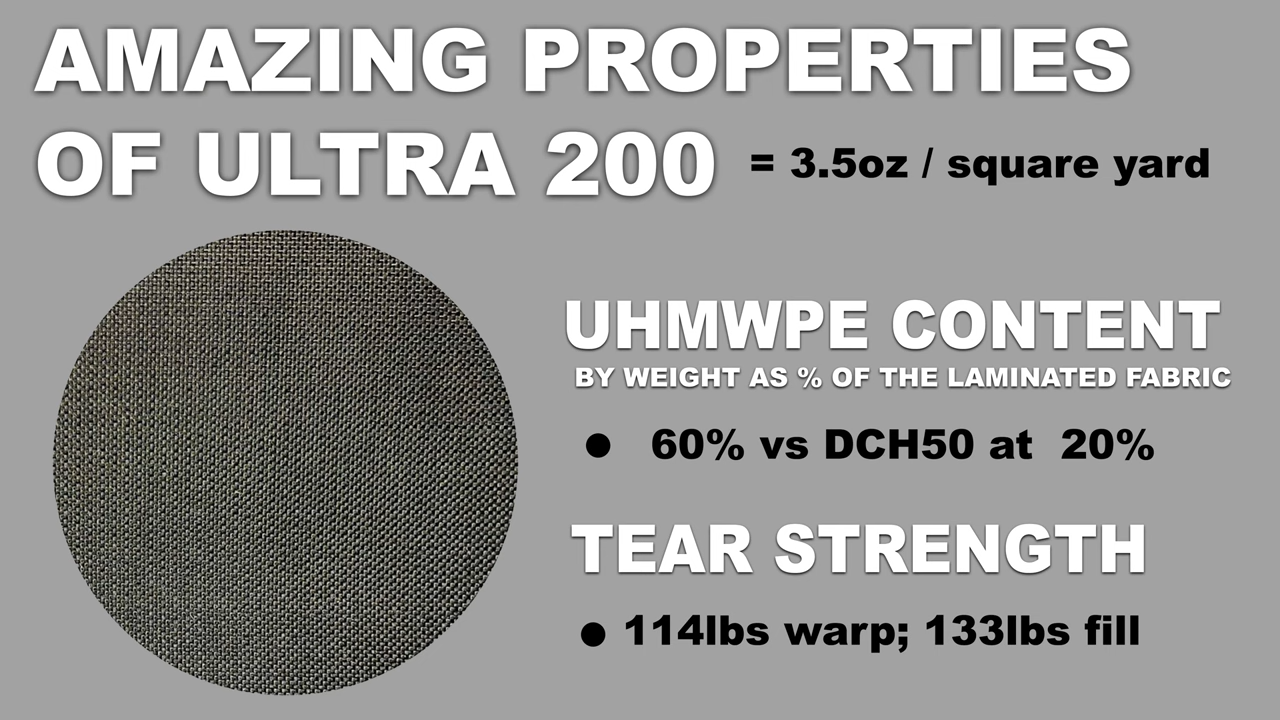 AMAZING PROPERTIES
OF ULTRA 200 = 3.5oz / square yard
UHMWPE CONTENT
BY WEIGHT AS % OF THE LAMINATED FABRIC
● 60% vs DCH50 at 20%
TEAR STRENGTH
● 114lbs warp; 133lbs fill